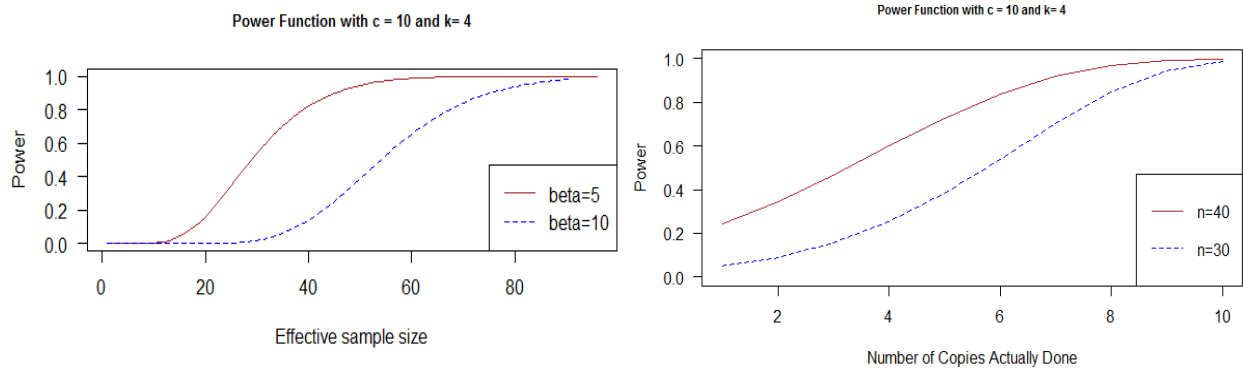 Power Function with c = 10 and k= 4
Power
1.0
0.8
0.6
0.4
0.2
0.0
beta=5
beta=10
0 20 40 60 80
Effective sample size
Power Function with c = 10 and k= 4
Power
1.0
0.8
0.6
0.4
0.2
0.0
n=40
n=30
2 4 6 8 10
Number of Copies Actually Done